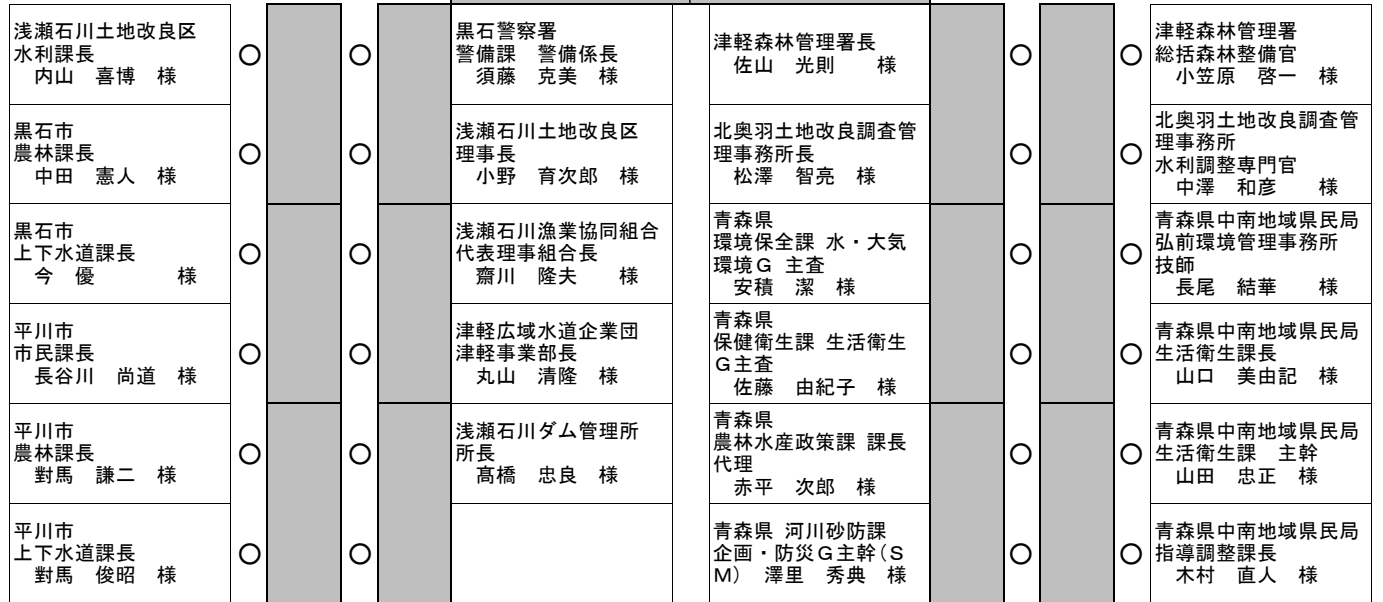 浅瀬石川土地改良区
水利課長
内山 喜博 様
黒石市
農林課長
中田 憲人 様
黒石市
上下水道課長
今 優 様
平川市
市民課長
長谷川 尚道 様
平川市
農林課長
對馬 謙二 様
平川市
上下水道課長
對馬 俊昭 様
黒石警察署
警備課 警備係長
須藤 克美 様
浅瀬石川土地改良区
理事長
小野 育次郎 様
浅瀬石川漁業協同組合
代表理事組合長
齋川 隆夫 様
津軽広域水道企業団
津軽事業部長
丸山 清隆 様
浅瀬石川ダム管理所
所長
髙橋 忠良 様
津軽森林管理署長
佐山 光則 様
北奥羽土地改良調査管
理事務所長
松澤 智亮 様
青森県
環境保全課 水・大気
環境Ｇ 主査
安積 潔 様
青森県
保健衛生課 生活衛生
Ｇ主査
佐藤 由紀子 様
青森県
農林水産政策課 課長
代理
赤平 次郎 様
青森県 河川砂防課
企画・防災Ｇ主幹(Ｓ
Ｍ) 澤里 秀典 様
津軽森林管理署
総括森林整備官
小笠原 啓一 様
北奥羽土地改良調査管
理事務所
水利調整専門官
中澤 和彦 様
青森県中南地域県民局
弘前環境管理事務所
技師
長尾 結華 様
青森県中南地域県民局
生活衛生課長
山口 美由記 様
青森県中南地域県民局
生活衛生課 主幹
山田 忠正 様
青森県中南地域県民局
指導調整課長
木村 直人 様